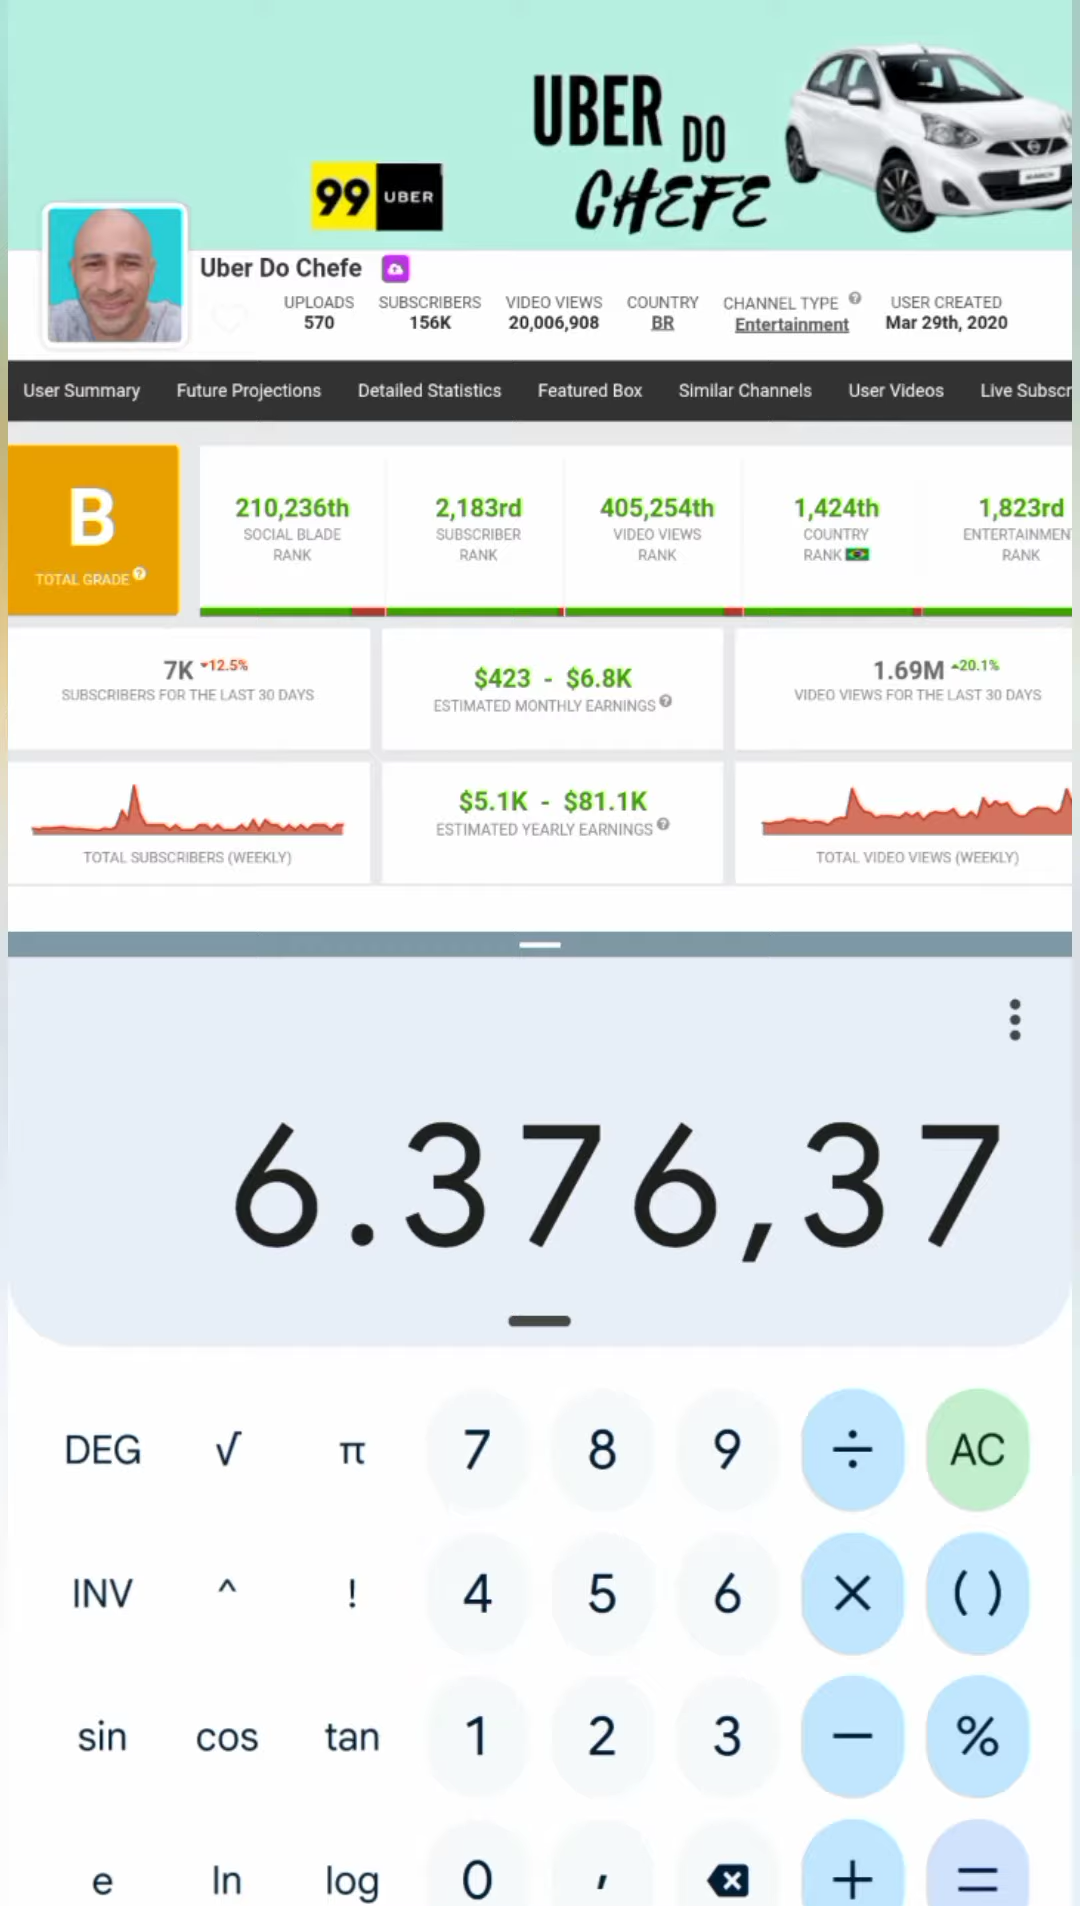 UBER DO
CHEFE
99 UBER
Uber Do Chefe
UPLOADS SUBSCRIBERS VIDEO VIEWS COUNTRY CHANNEL TYPE ? USER CREATED
570 156K 20,006,908 BR Entertainment Mar 29th, 2020
User Summary Future Projections Detailed Statistics Featured Box Similar Channels User Videos Live Subscr
B
TOTAL GRADE ?
210,236th 2,183rd 405,254th 1,424th 1,823rd
SOCIAL BLADE SUBSCRIBER VIDEO VIEWS COUNTRY ENTERTAINMEN
RANK RANK RANK RANK RANK
7K 12.5%
SUBSCRIBERS FOR THE LAST 30 DAYS
$423 - $6.8K
ESTIMATED MONTHLY EARNINGS ?
1.69M 20.1%
VIDEO VIEWS FOR THE LAST 30 DAYS
TOTAL SUBSCRIBERS (WEEKLY)
$5.1K - $81.1K
ESTIMATED YEARLY EARNINGS ?
TOTAL VIDEO VIEWS (WEEKLY)
6.376,37
DEG √ π 7 8 9 ÷ AC
INV ^ ! 4 5 6 × ( )
sin cos tan 1 2 3 − %
e ln log 0 , + =